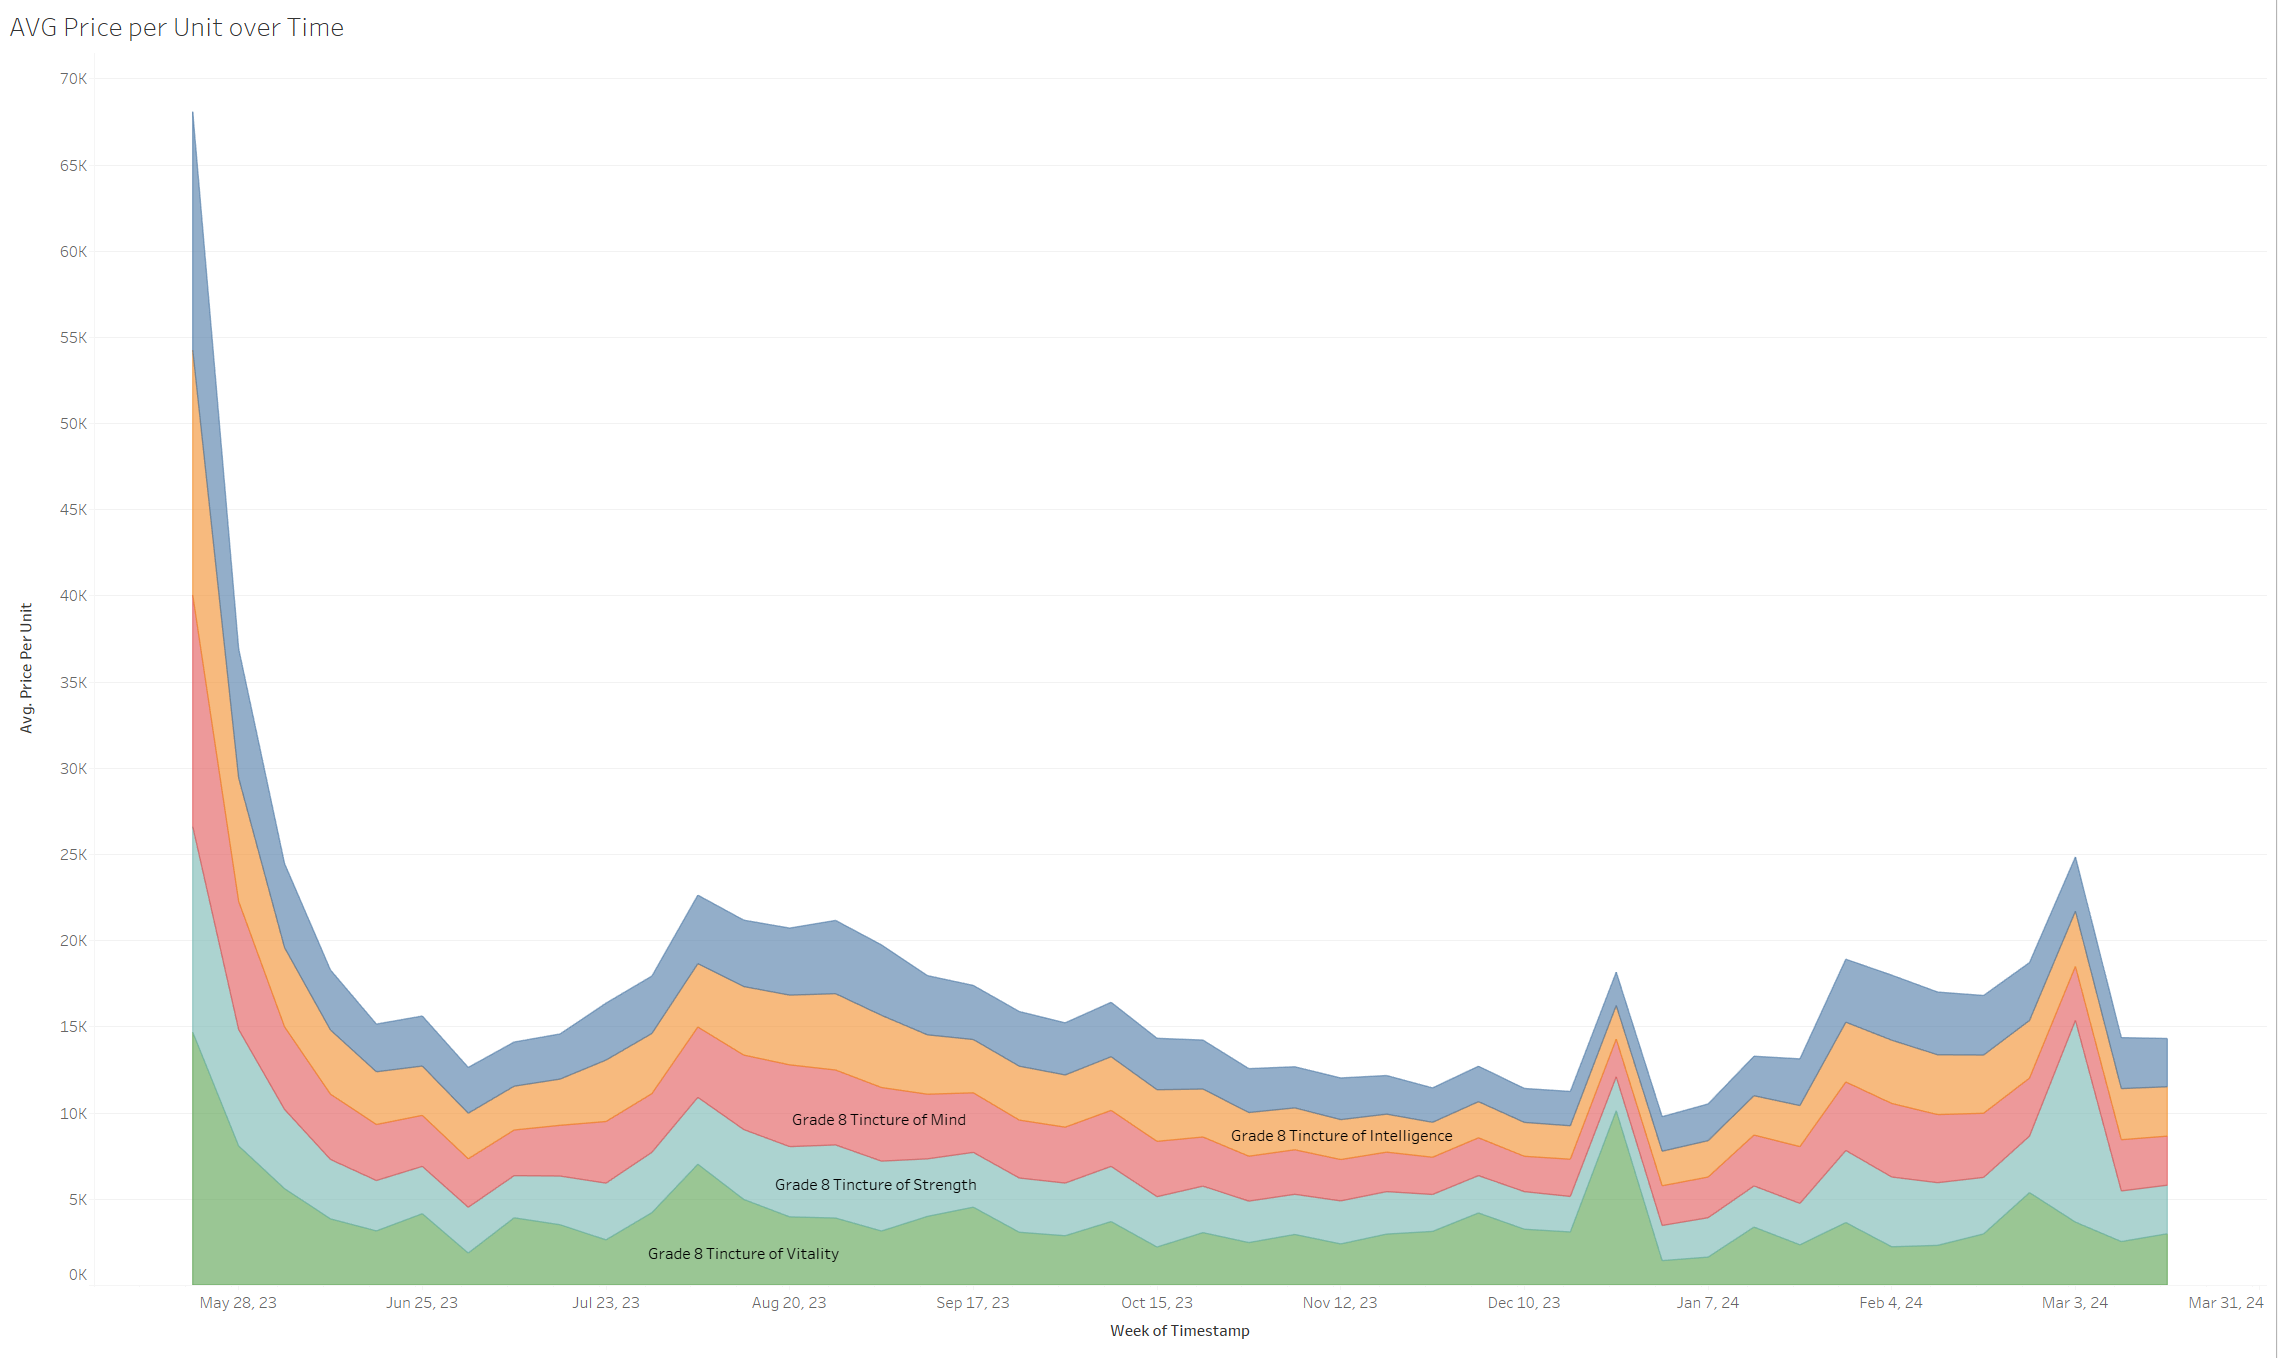 AVG Price per Unit over Time
70K
65K
60K
55K
50K
45K
40K
35K
30K
25K
20K
15K
10K
5K
0K
Avg. Price Per Unit
Grade 8 Tincture of Mind
Grade 8 Tincture of Intelligence
Grade 8 Tincture of Strength
Grade 8 Tincture of Vitality
May 28, 23
Jun 25, 23
Jul 23, 23
Aug 20, 23
Sep 17, 23
Oct 15, 23
Nov 12, 23
Dec 10, 23
Jan 7, 24
Feb 4, 24
Mar 3, 24
Mar 31, 24
Week of Timestamp